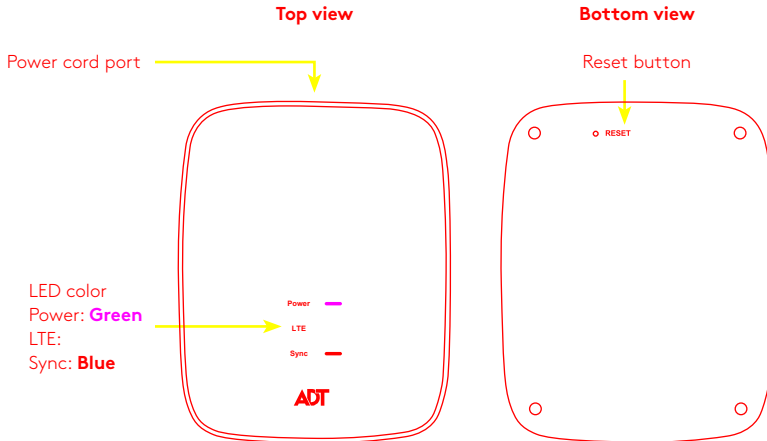 Top view
Bottom view
Power cord port
Reset button
RESET
LED color
Power: Green
LTE:
Sync: Blue
Power
LTE
Sync
ADT